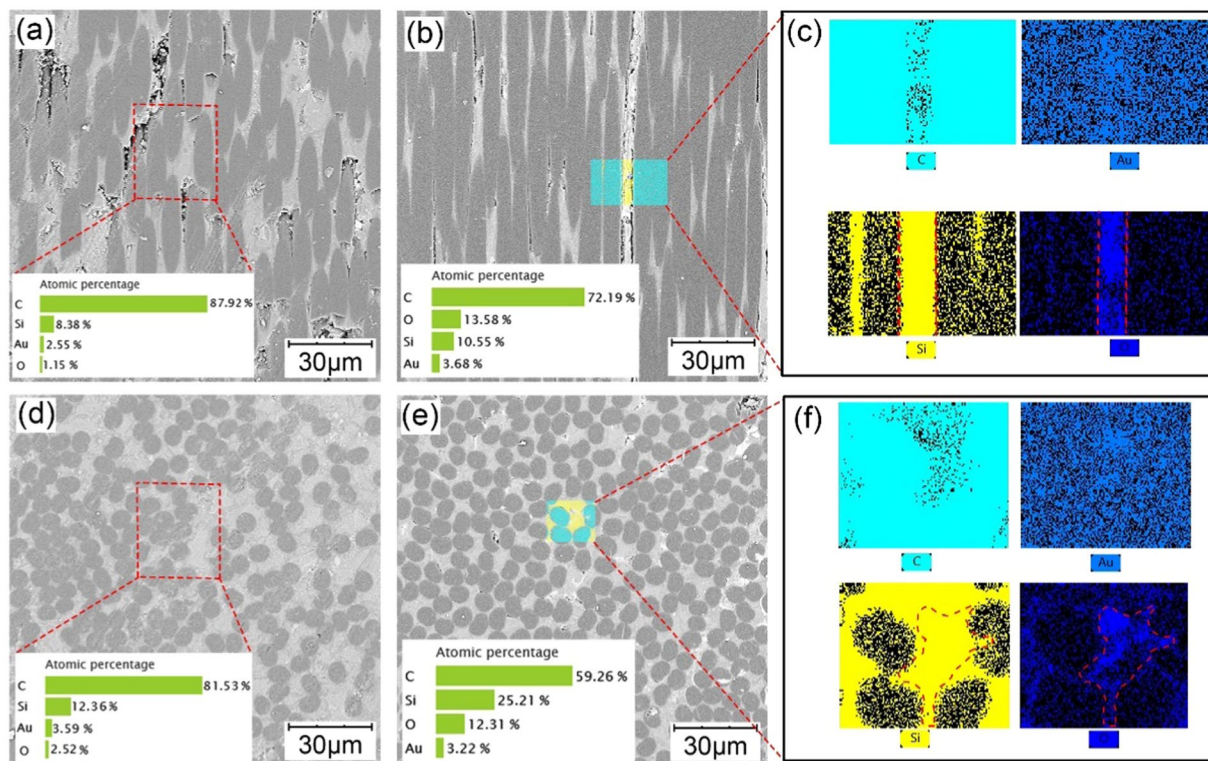 (a)
Atomic percentage
C 87.92 %
Si 8.38 %
Au 2.55 %
O 1.15 %
30µm
(b)
Atomic percentage
C 72.19 %
O 13.58 %
Si 10.55 %
Au 3.68 %
30µm
(c)
C
Au
Si
(d)
Atomic percentage
C 81.53 %
Si 12.36 %
Au 3.59 %
O 2.52 %
30µm
(e)
Atomic percentage
C 59.26 %
Si 25.21 %
O 12.31 %
Au 3.22 %
30µm
(f)
C
Au
Si